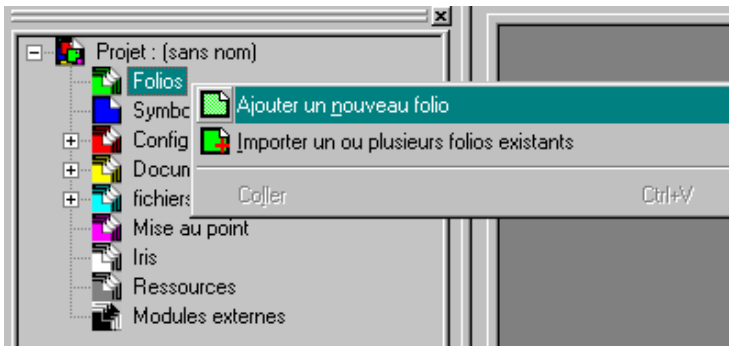 Projet : (sans nom)
Folios
Ajouter un nouveau folio
Symbo
Config
Importer un ou plusieurs folios existants
Docum
fichiers
Coller Ctrl+V
Mise au point
Iris
Ressources
Modules externes